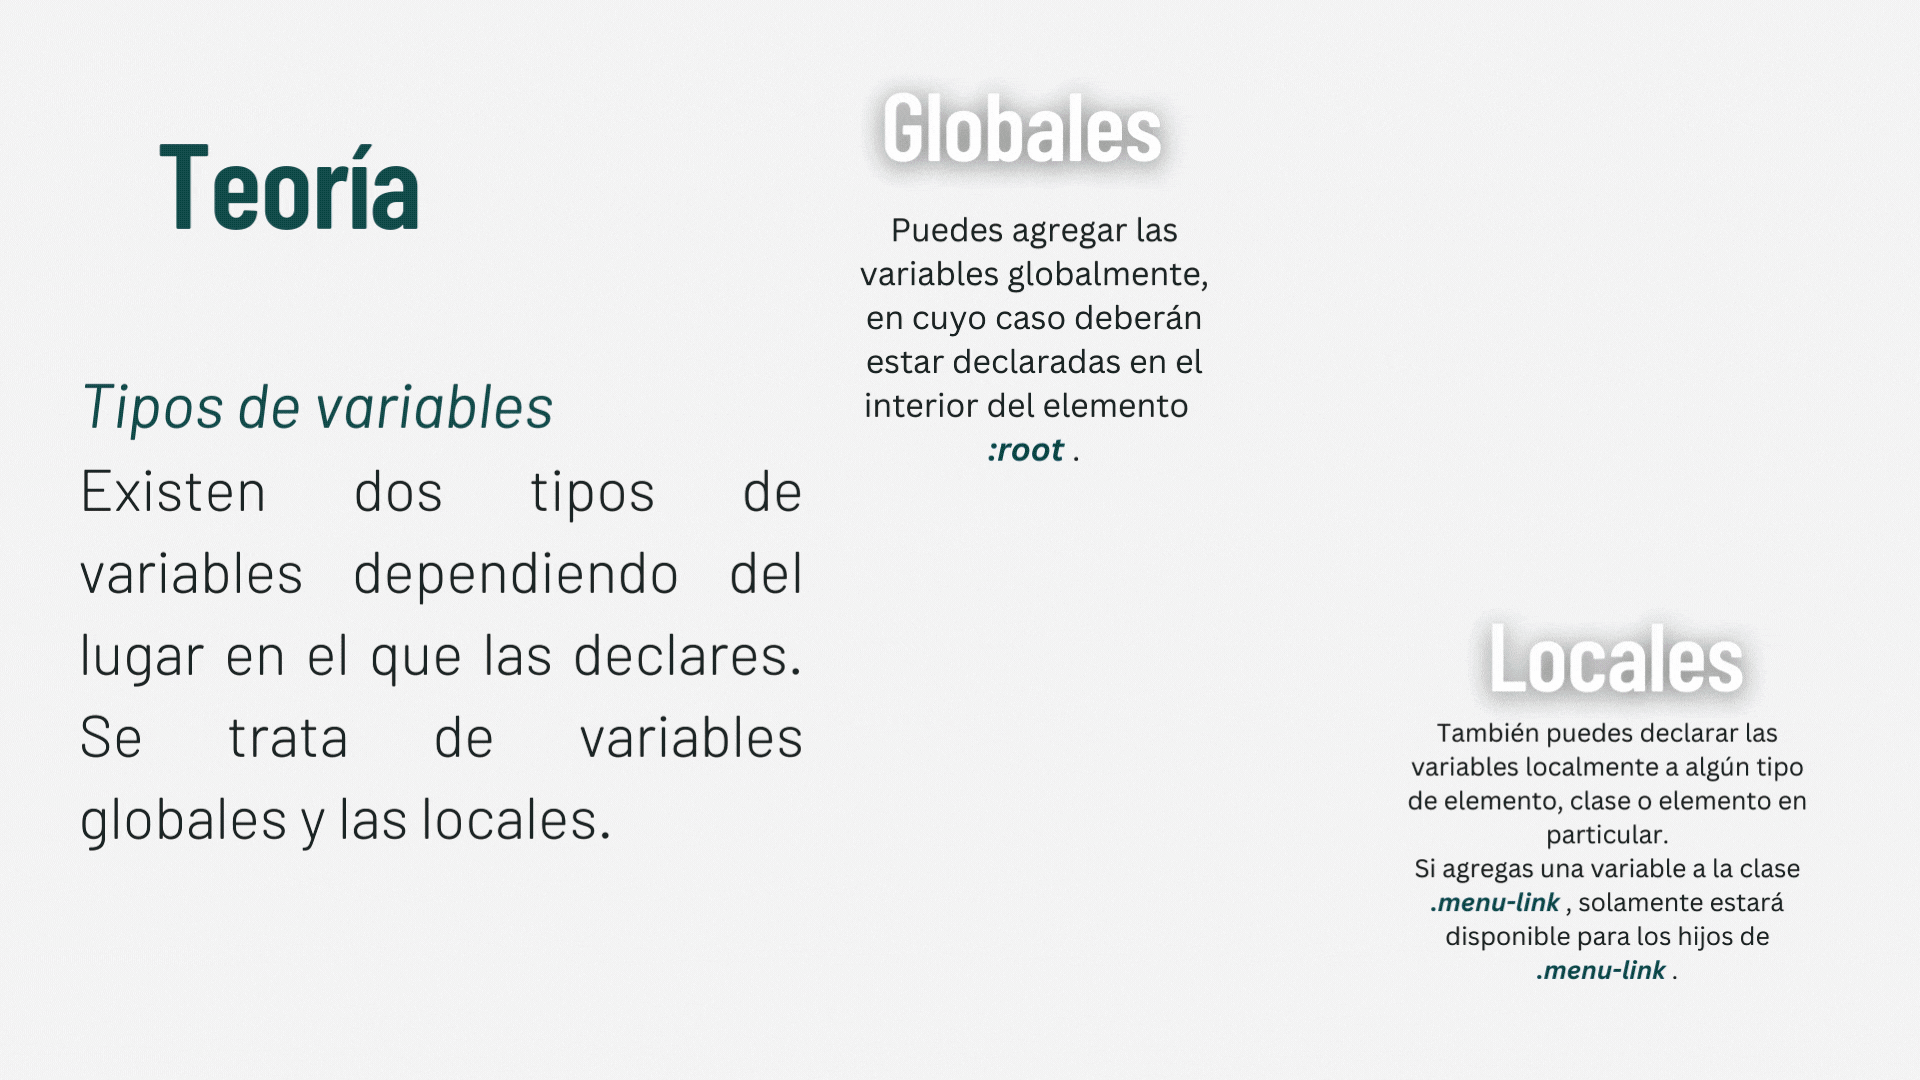 Teoría
Tipos de variables
Existen dos tipos de
variables dependiendo del
lugar en el que las declares.
Se trata de variables
globales y las locales.
Globales
Puedes agregar las
variables globalmente,
en cuyo caso deberán
estar declaradas en el
interior del elemento
:root .
Locales
También puedes declarar las
variables localmente a algún tipo
de elemento, clase o elemento en
particular.
Si agregas una variable a la clase
.menu-link , solamente estará
disponible para los hijos de
.menu-link .